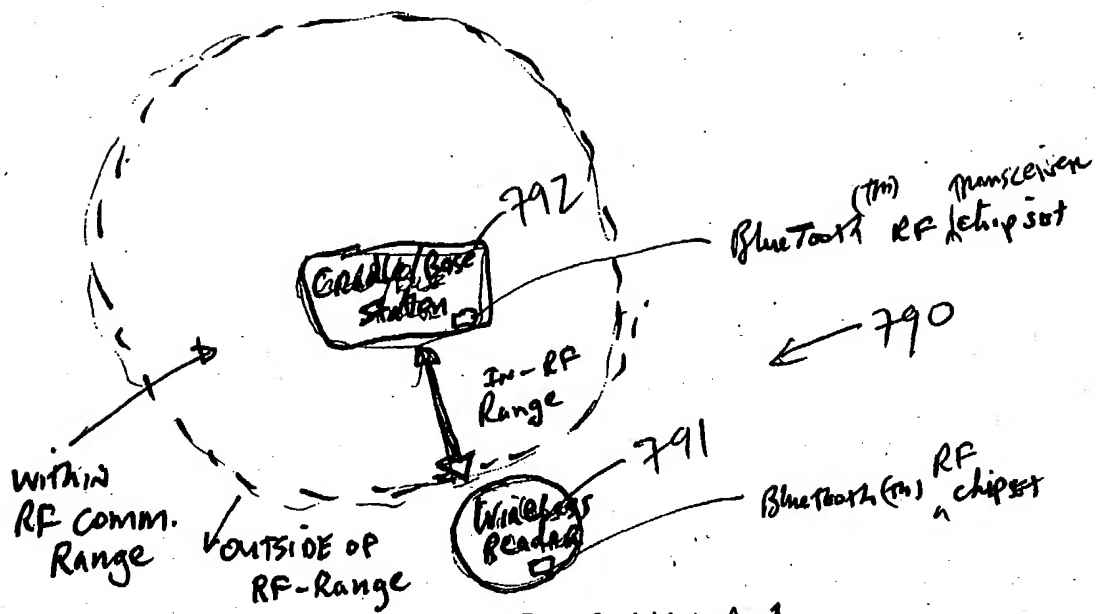 792
BlueTooth (TM) RF Transceiver chipset
Cradle/Base
Station
790
In-RF
Range
791
Within
RF Comm.
Range
OUTSIDE OF
RF-Range
Wireless
Reader
BlueTooth (TM) RF chipset